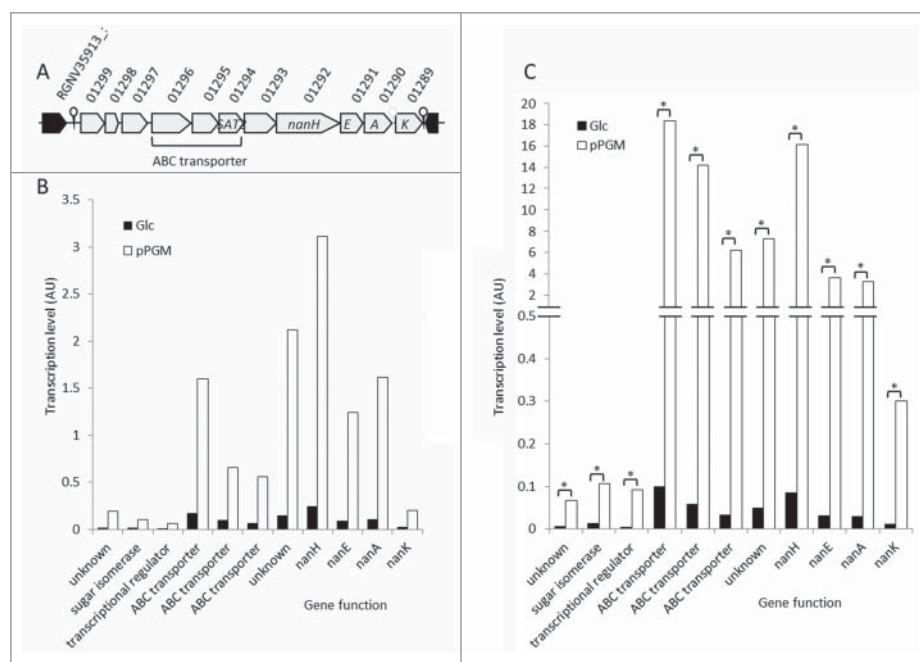 A
RGNV35913_
01299
01298
01297
01296
01295
01294
01293
01292
01291
01290
01289
SAT
nanH
E
A
K
ABC transporter
B
3.5
3
2.5
2
1.5
1
0.5
0
Transcription level (AU)
Glc
pPGM
unknown
sugar isomerase
transcriptional regulator
ABC transporter
ABC transporter
ABC transporter
unknown
nanH
nanE
nanA
nanK
Gene function
C
20
18
16
14
12
10
8
6
4
2
0.5
0.4
0.3
0.2
0.1
0
Transcription level (AU)
Glc
pPGM
*
*
*
*
*
*
*
*
*
*
*
unknown
sugar isomerase
transcriptional regulator
ABC transporter
ABC transporter
ABC transporter
unknown
nanH
nanE
nanA
nanK
Gene function